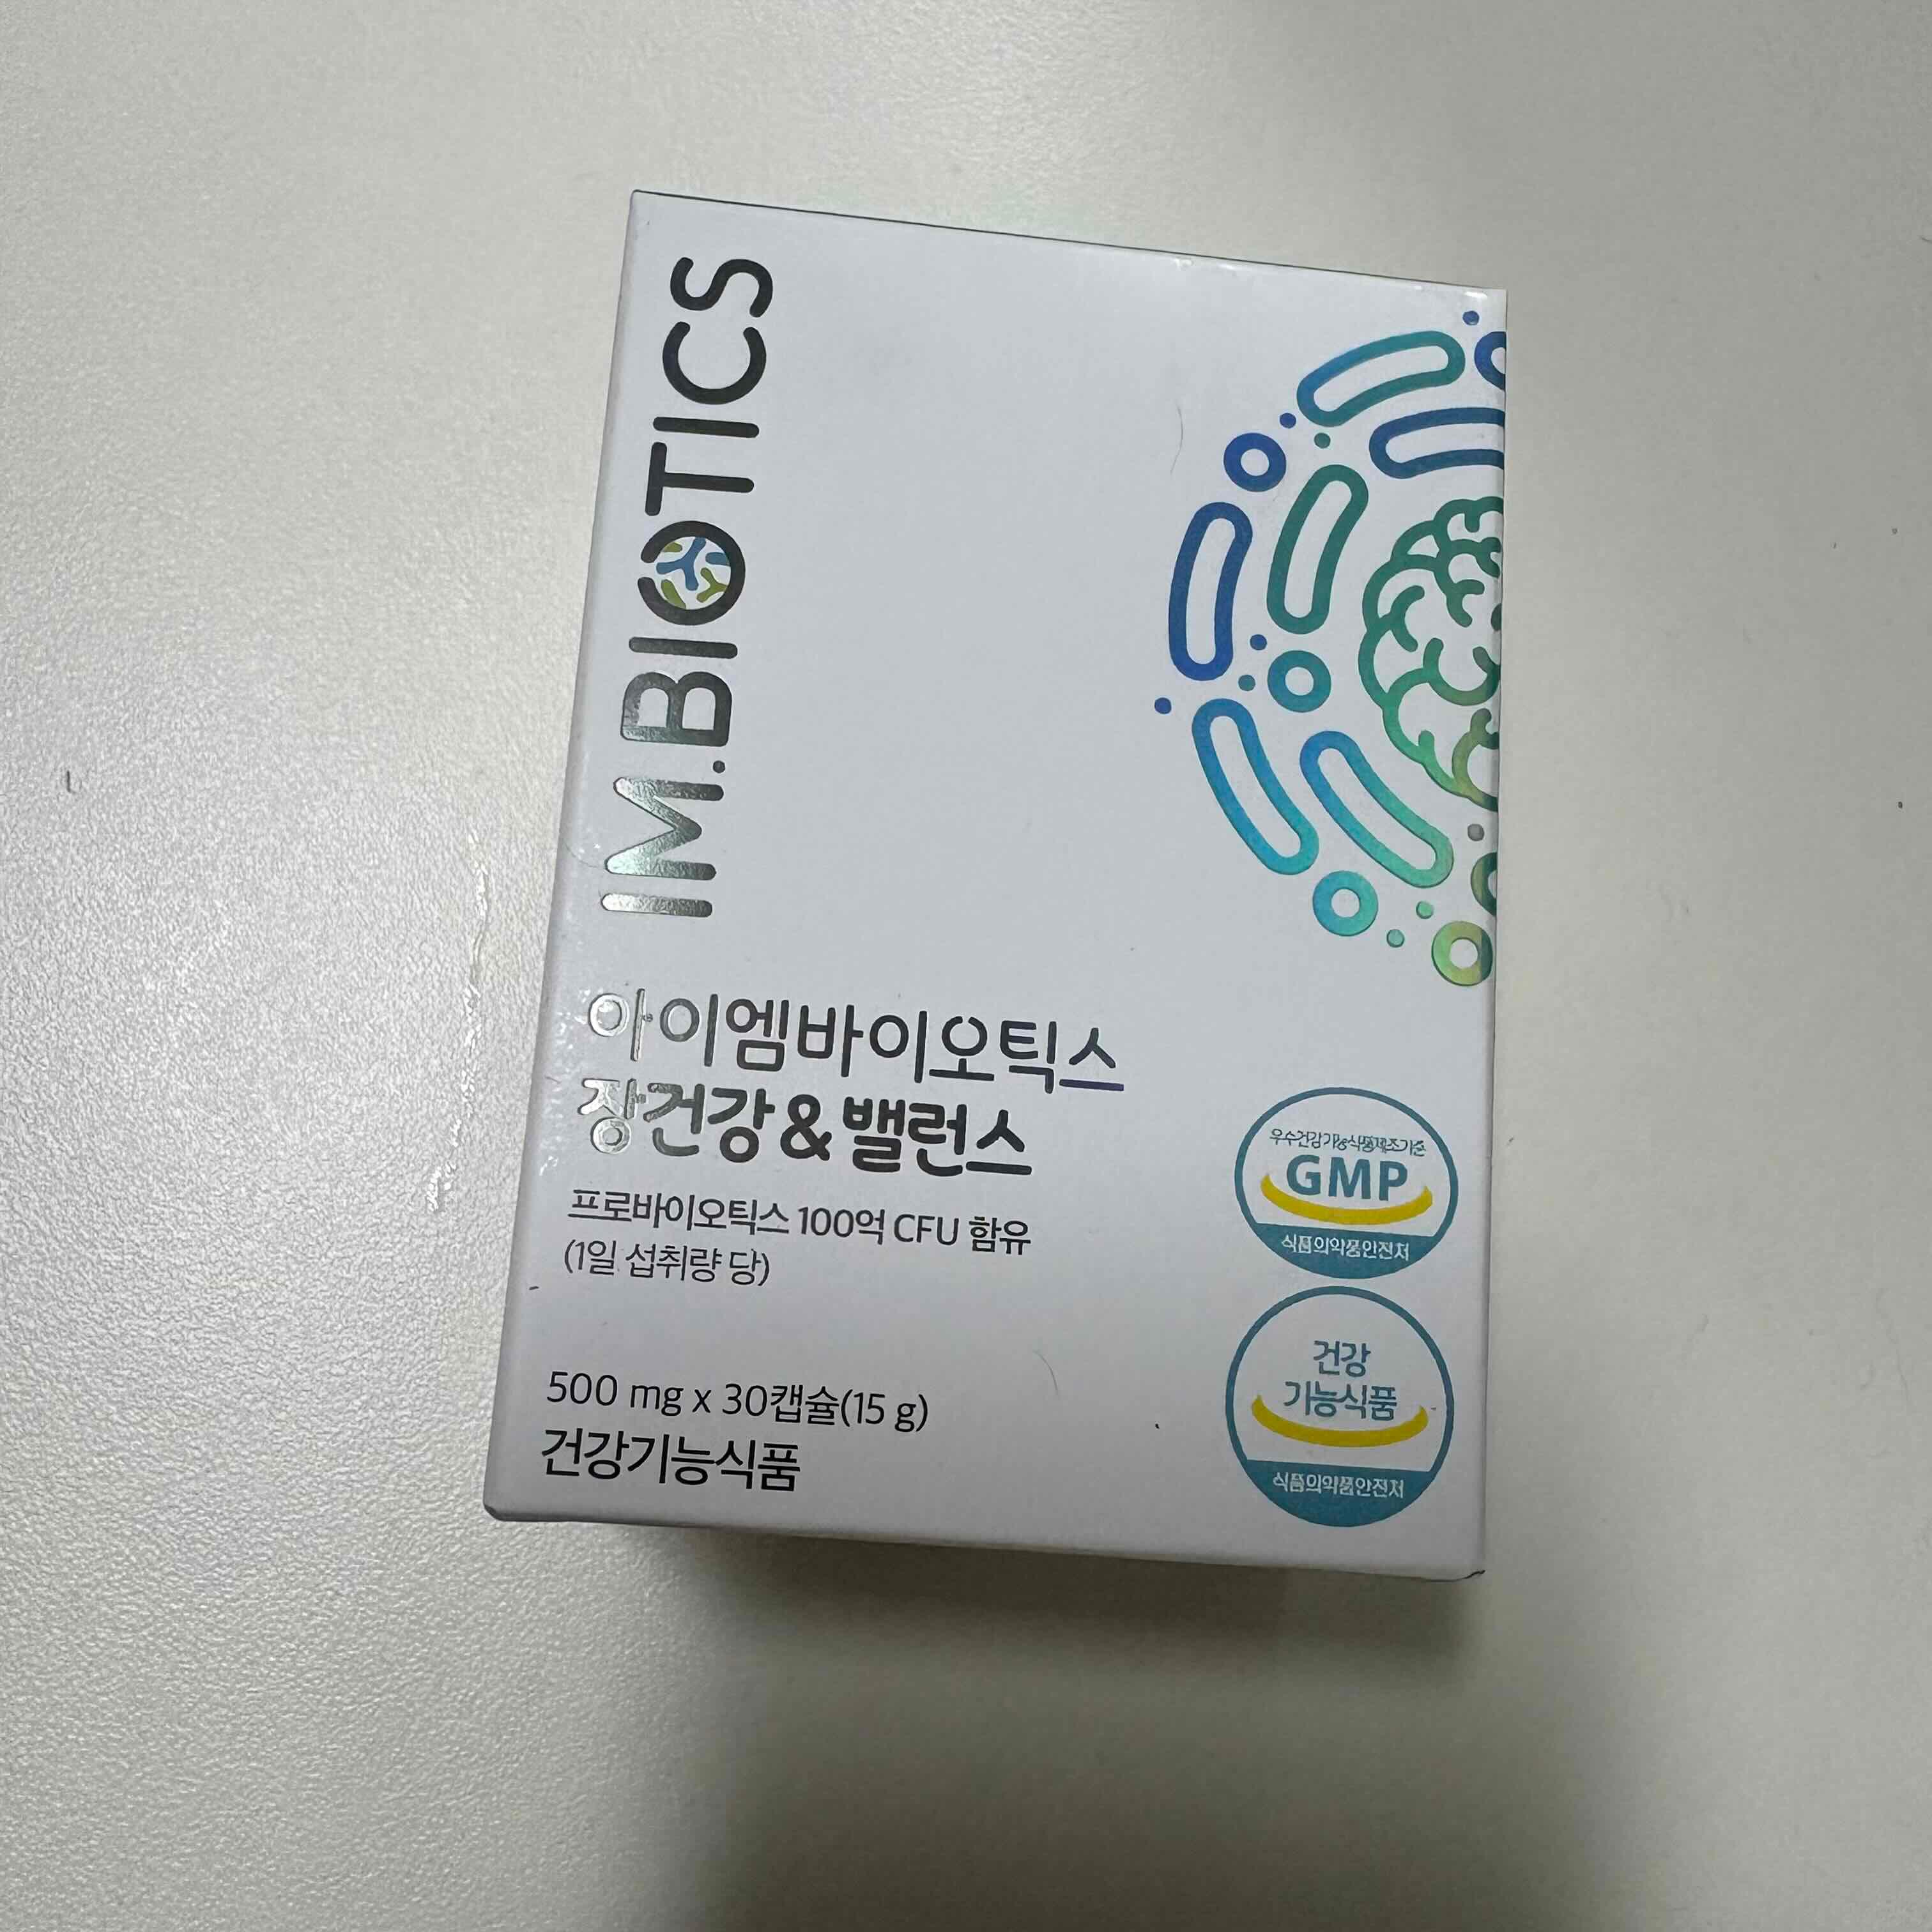 IM.BIOTICS
아이엠바이오틱스
장건강&밸런스
프로바이오틱스 100억 CFU 함유
(1일 섭취량 당)
500 mg x 30캡슐(15 g)
건강기능식품
우수건강기능식품제조기준
GMP
식품의약품안전처
건강
기능식품
식품의약품안전처